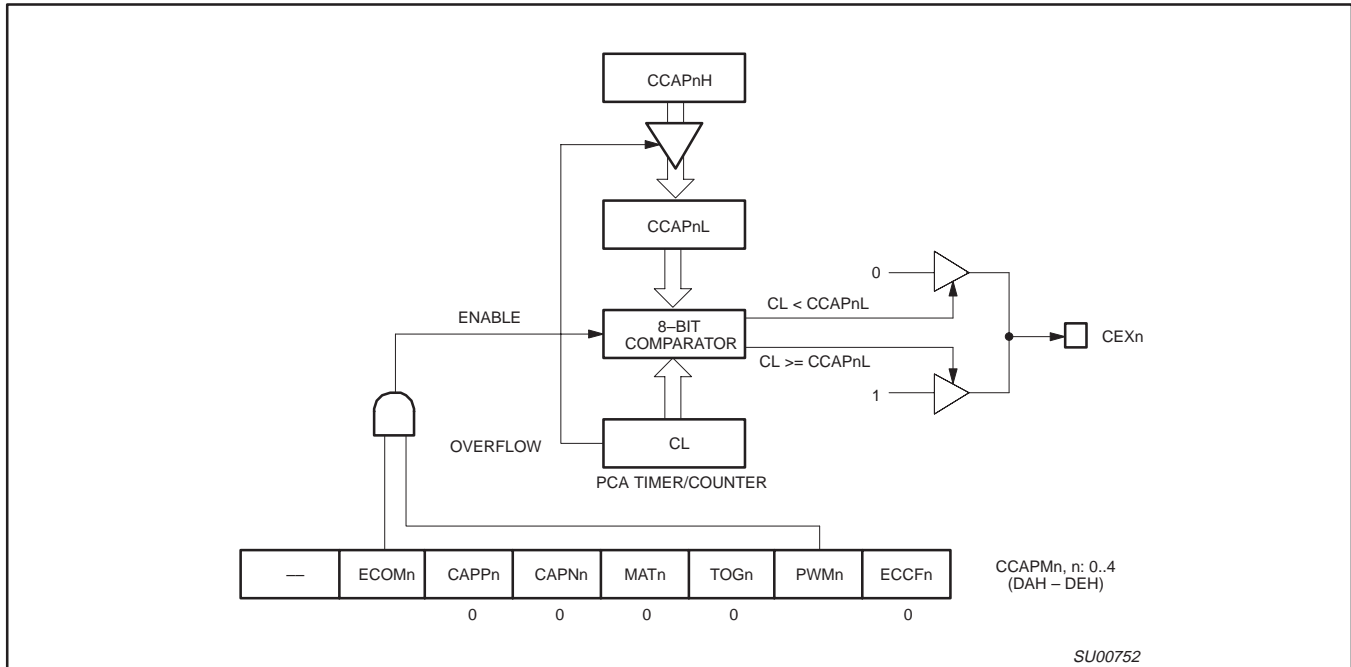 CCAPnH
CCAPnL
0
CL < CCAPnL
ENABLE
8–BIT
COMPARATOR
CEXn
CL >= CCAPnL
1
OVERFLOW
CL
PCA TIMER/COUNTER
— ECOMn CAPPn CAPNn MATn TOGn PWMn ECCFn
CCAPMn, n: 0..4
(DAH – DEH)
0 0 0 0 0
SU00752